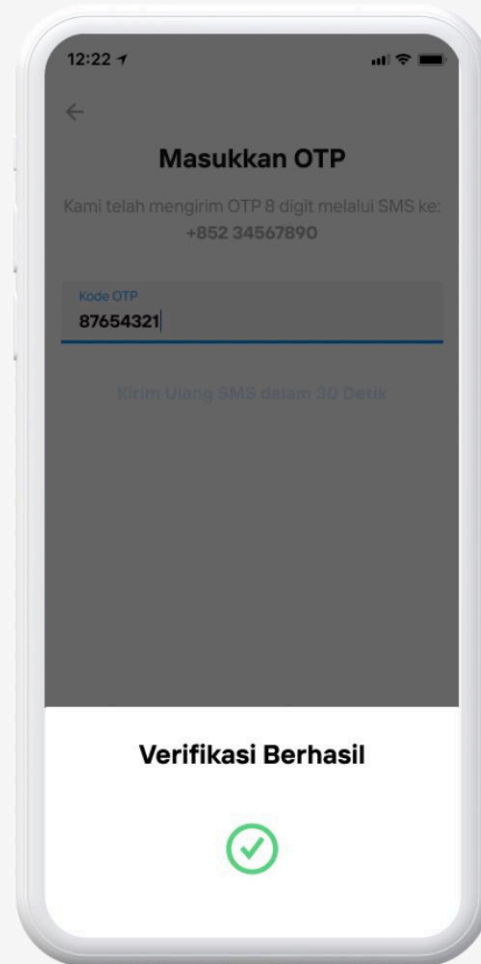 12:22
Masukkan OTP
Kami telah mengirim OTP 8 digit melalui SMS ke:
+852 34567890
Kode OTP
87654321
Kirim Ulang SMS dalam 30 Detik
Verifikasi Berhasil